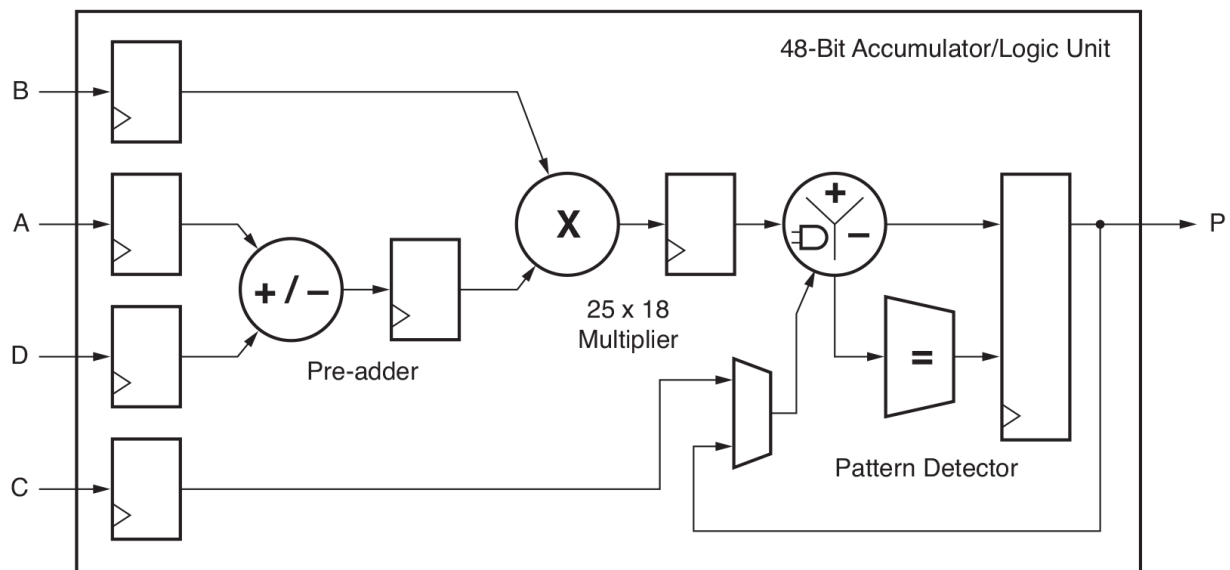 48-Bit Accumulator/Logic Unit
B
A
D
C
+ / −
Pre-adder
X
25 x 18
Multiplier
+
−
=
Pattern Detector
P